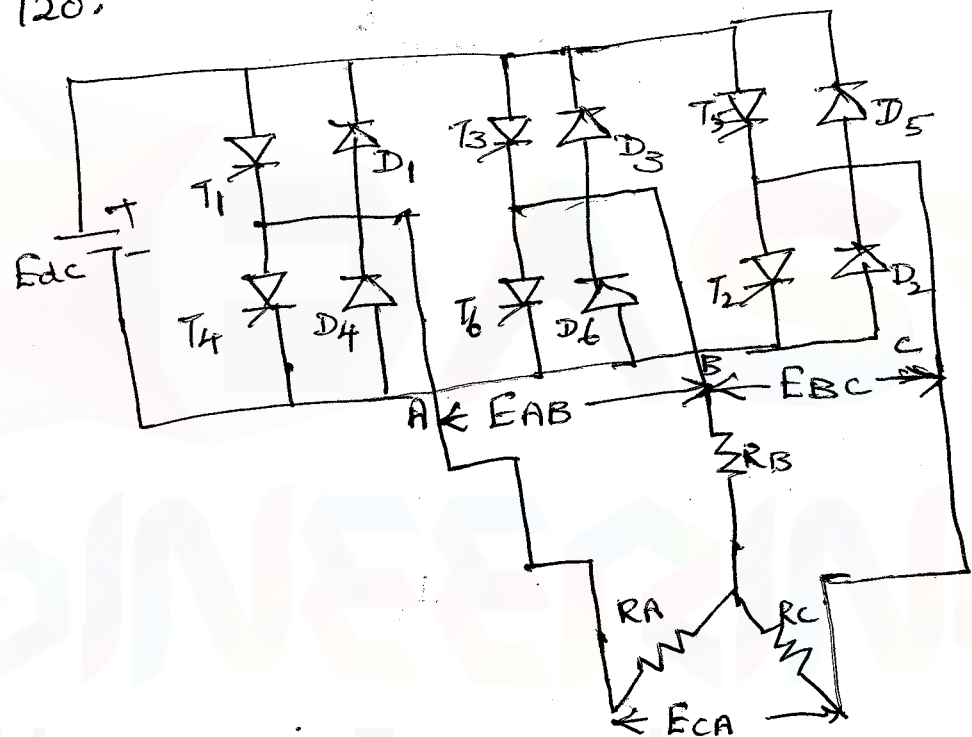 120.
T1
D1
T3
D3
T5
D5
+
-
Edc
T4
D4
T6
D6
T2
D2
A
EAB
B
EBC
C
RB
RA
RC
ECA